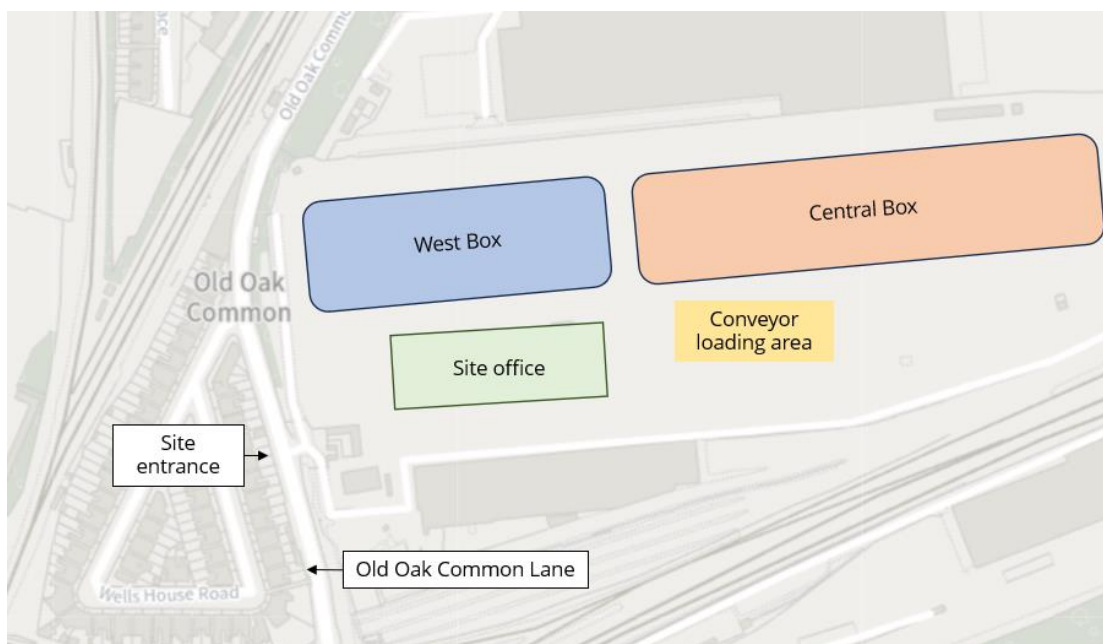 Old Oak Commo
West Box
Central Box
Old Oak
Common
Conveyor
loading area
Site office
Site
entrance
Old Oak Common Lane
Wells House Road